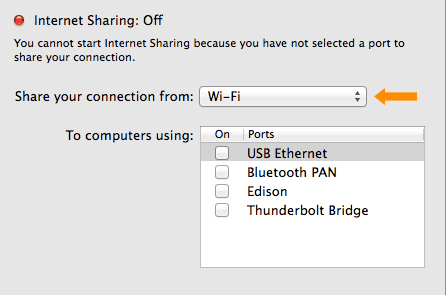 Internet Sharing: Off
You cannot start Internet Sharing because you have not selected a port to
share your connection.
Share your connection from: Wi-Fi
To computers using: On Ports
USB Ethernet
Bluetooth PAN
Edison
Thunderbolt Bridge